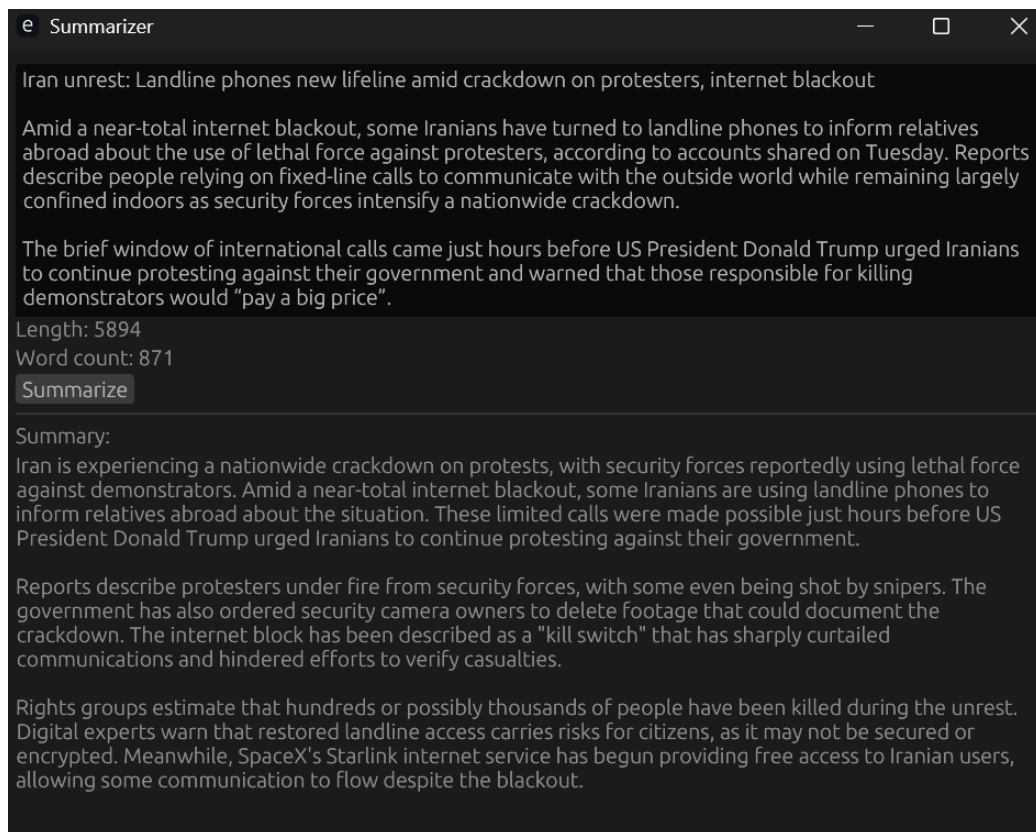 e Summarizer
Iran unrest: Landline phones new lifeline amid crackdown on protesters, internet blackout
Amid a near-total internet blackout, some Iranians have turned to landline phones to inform relatives
abroad about the use of lethal force against protesters, according to accounts shared on Tuesday. Reports
describe people relying on fixed-line calls to communicate with the outside world while remaining largely
confined indoors as security forces intensify a nationwide crackdown.
The brief window of international calls came just hours before US President Donald Trump urged Iranians
to continue protesting against their government and warned that those responsible for killing
demonstrators would “pay a big price”.
Length: 5894
Word count: 871
Summarize
Summary:
Iran is experiencing a nationwide crackdown on protests, with security forces reportedly using lethal force
against demonstrators. Amid a near-total internet blackout, some Iranians are using landline phones to
inform relatives abroad about the situation. These limited calls were made possible just hours before US
President Donald Trump urged Iranians to continue protesting against their government.
Reports describe protesters under fire from security forces, with some even being shot by snipers. The
government has also ordered security camera owners to delete footage that could document the
crackdown. The internet block has been described as a "kill switch" that has sharply curtailed
communications and hindered efforts to verify casualties.
Rights groups estimate that hundreds or possibly thousands of people have been killed during the unrest.
Digital experts warn that restored landline access carries risks for citizens, as it may not be secured or
encrypted. Meanwhile, SpaceX's Starlink internet service has begun providing free access to Iranian users,
allowing some communication to flow despite the blackout.